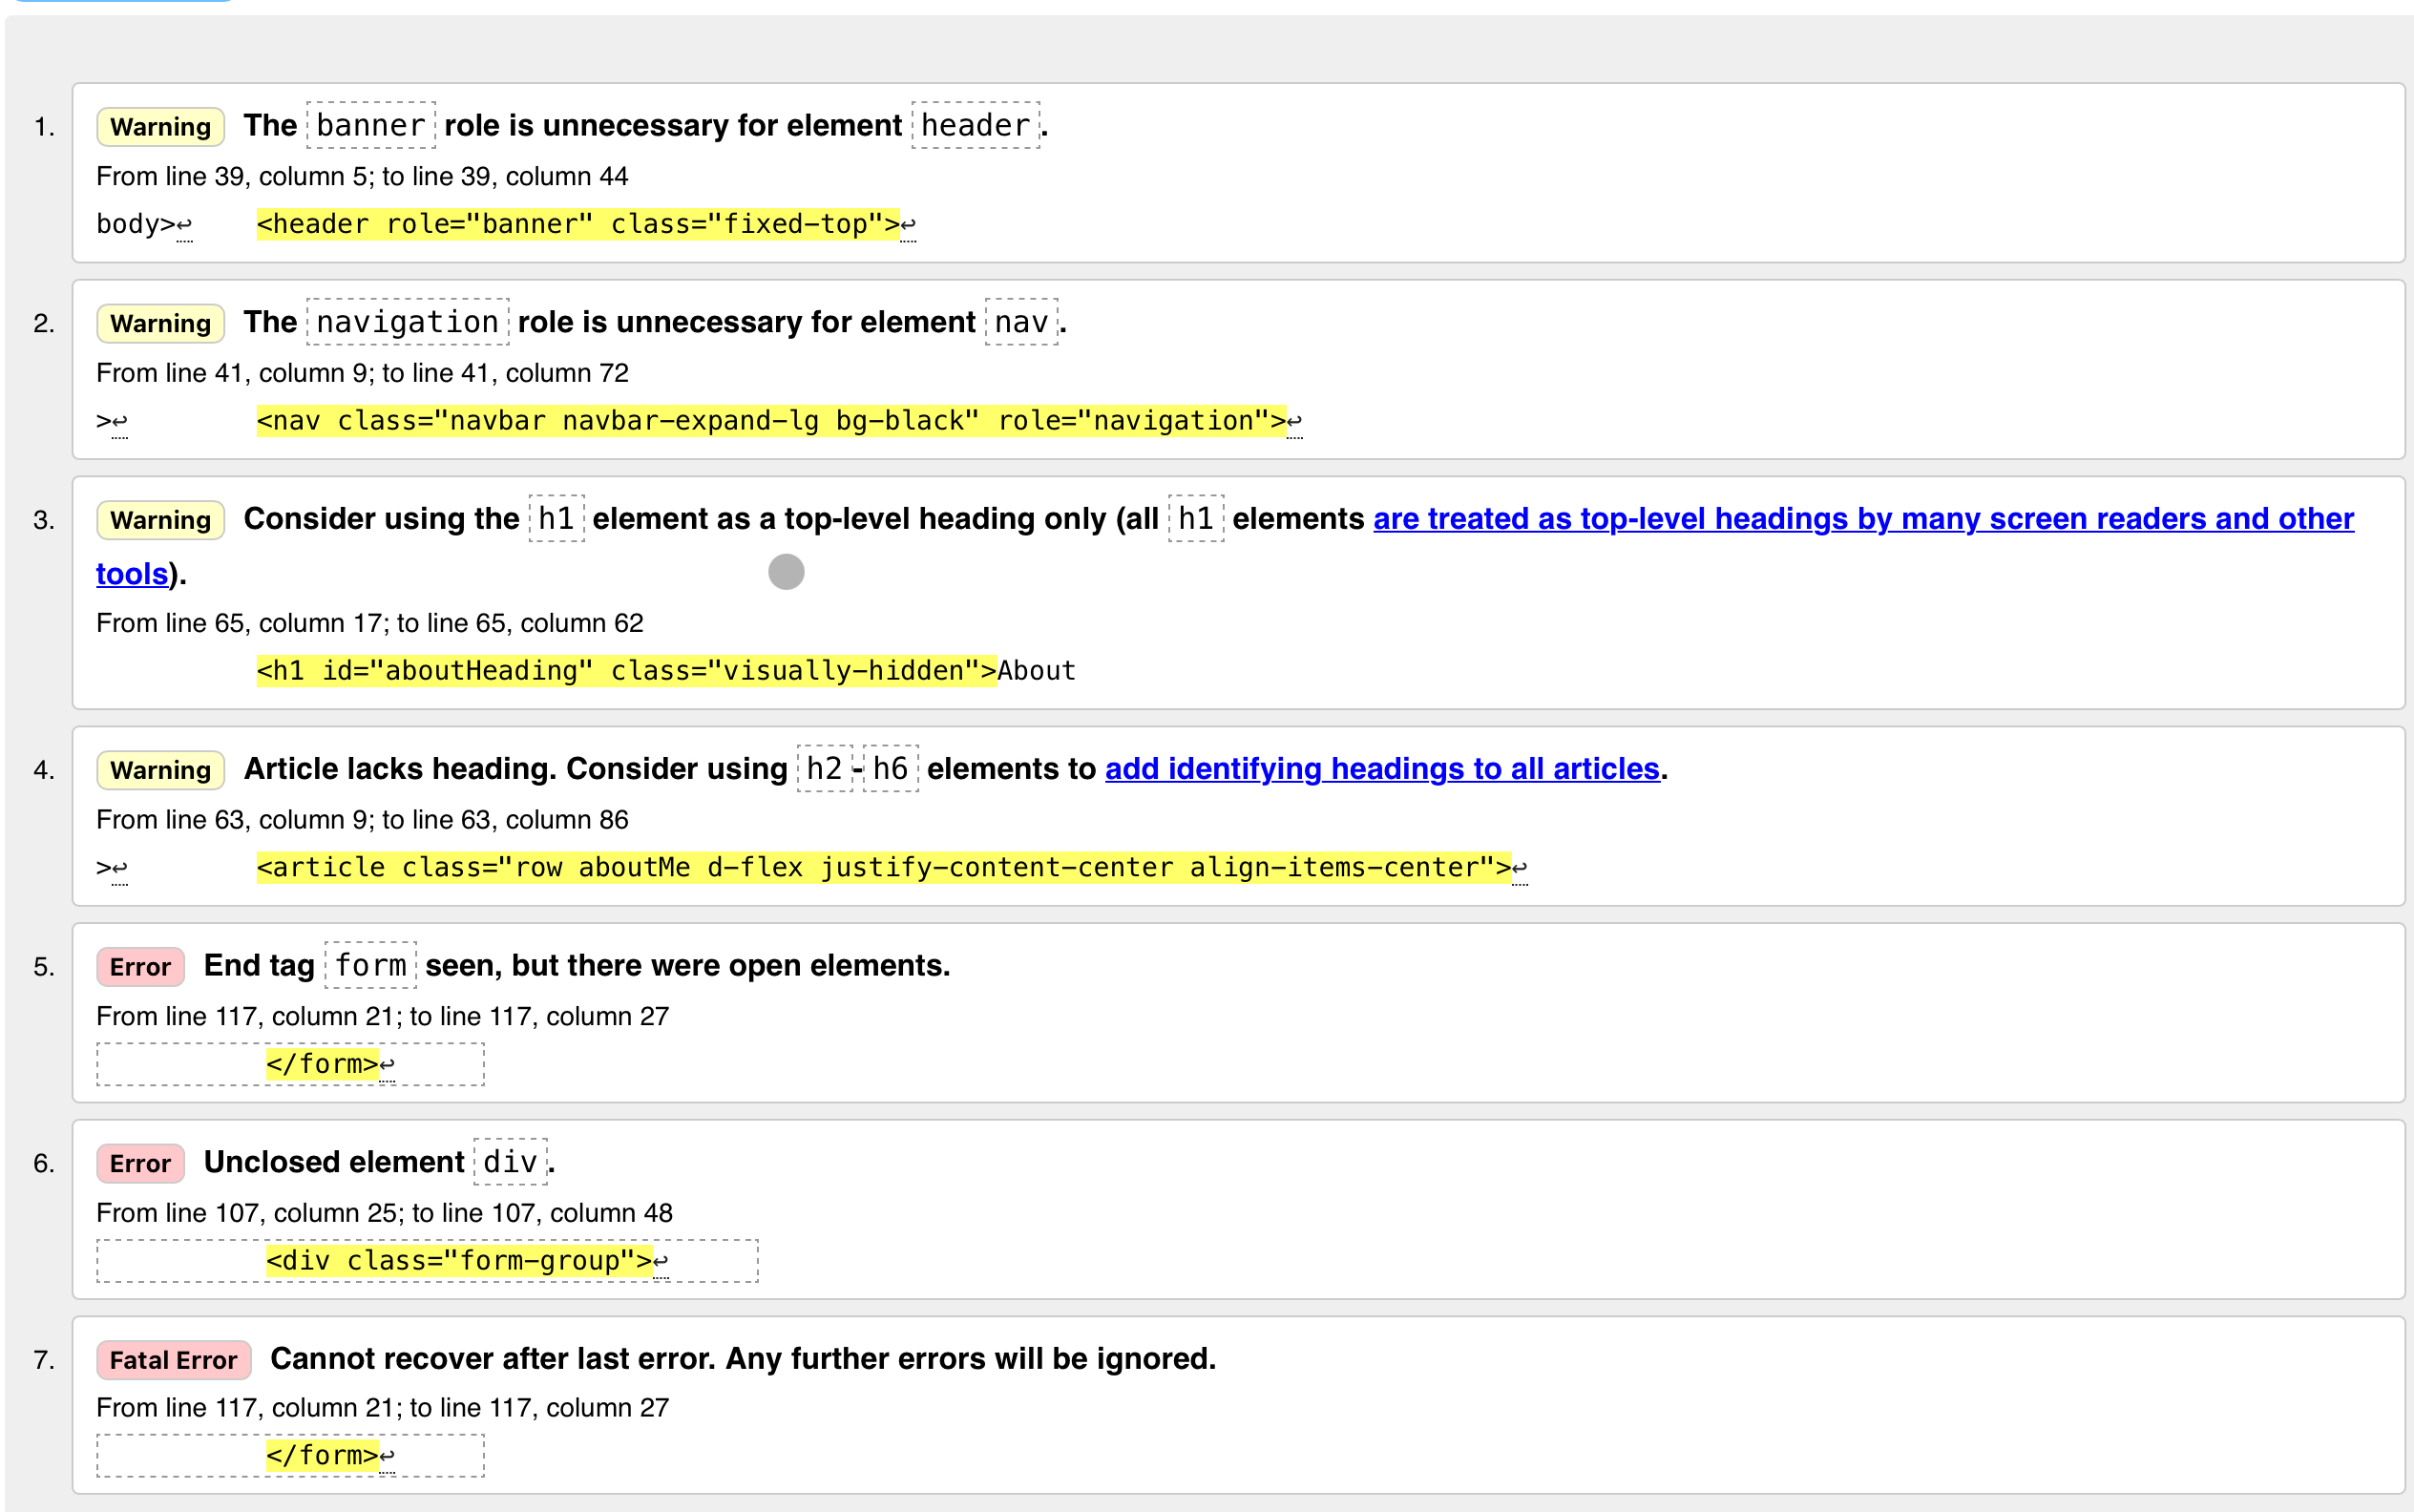 1. Warning The banner role is unnecessary for element header.
From line 39, column 5; to line 39, column 44
body>↩ <header role="banner" class="fixed-top">↩
2. Warning The navigation role is unnecessary for element nav.
From line 41, column 9; to line 41, column 72
>↩ <nav class="navbar navbar-expand-lg bg-black" role="navigation">↩
3. Warning Consider using the h1 element as a top-level heading only (all h1 elements are treated as top-level headings by many screen readers and other
tools).
From line 65, column 17; to line 65, column 62
<h1 id="aboutHeading" class="visually-hidden">About
4. Warning Article lacks heading. Consider using h2-h6 elements to add identifying headings to all articles.
From line 63, column 9; to line 63, column 86
>↩ <article class="row aboutMe d-flex justify-content-center align-items-center">↩
5. Error End tag form seen, but there were open elements.
From line 117, column 21; to line 117, column 27
</form>↩
6. Error Unclosed element div.
From line 107, column 25; to line 107, column 48
<div class="form-group">↩
7. Fatal Error Cannot recover after last error. Any further errors will be ignored.
From line 117, column 21; to line 117, column 27
</form>↩